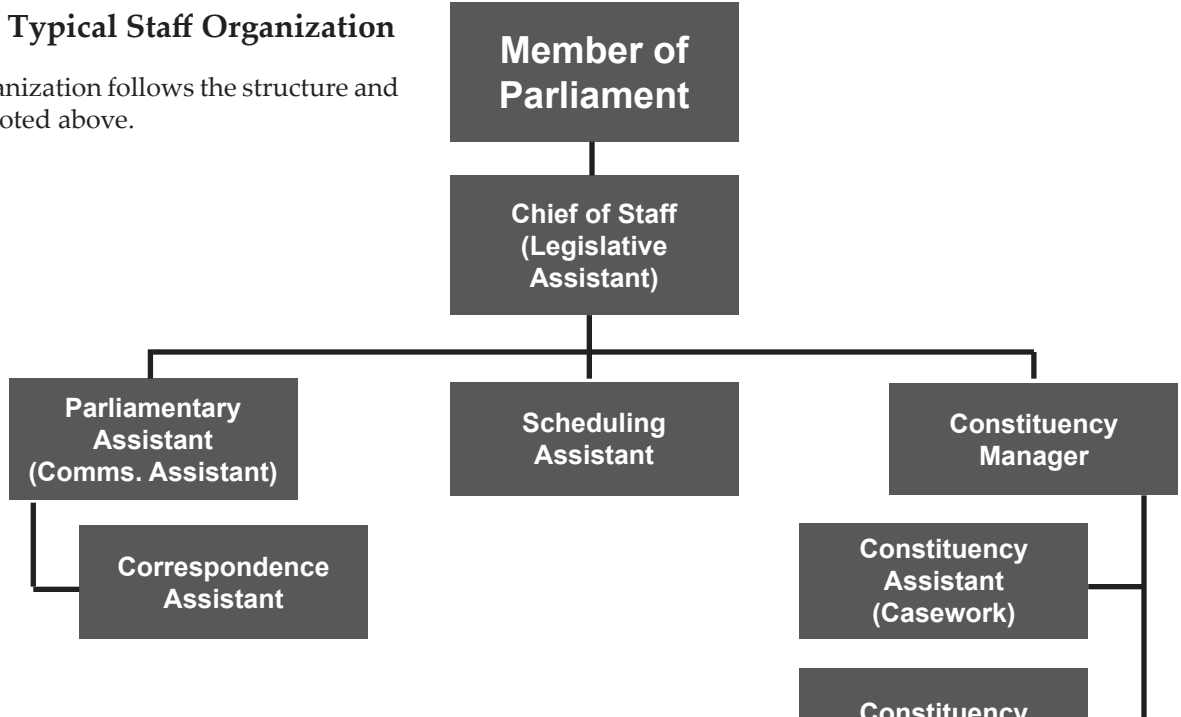 Typical Staff Organization
anization follows the structure and
oted above.
Member of
Parliament
Chief of Staff
(Legislative
Assistant)
Parliamentary
Assistant
(Comms. Assistant)
Scheduling
Assistant
Constituency
Manager
Correspondence
Assistant
Constituency
Assistant
(Casework)
Constituency